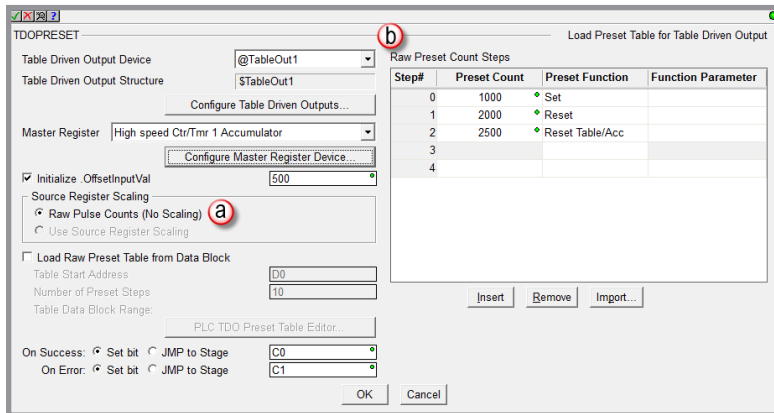 TDOPRESET
b
Load Preset Table for Table Driven Output
Table Driven Output Device
@TableOut1
Table Driven Output Structure
$TableOut1
Configure Table Driven Outputs...
Master Register
High speed Ctr/Tmr 1 Accumulator
Configure Master Register Device...
Initialize .OffsetInputVal
500
Source Register Scaling
Raw Pulse Counts (No Scaling)
a
Use Source Register Scaling
Load Raw Preset Table from Data Block
Table Start Address
D0
Number of Preset Steps
10
Table Data Block Range:
PLC TDO Preset Table Editor...
On Success: Set bit JMP to Stage C0
On Error: Set bit JMP to Stage C1
Raw Preset Count Steps
Step# Preset Count Preset Function Function Parameter
0 1000 Set
1 2000 Reset
2 2500 Reset Table/Acc
3
4
Insert Remove Import...
OK Cancel